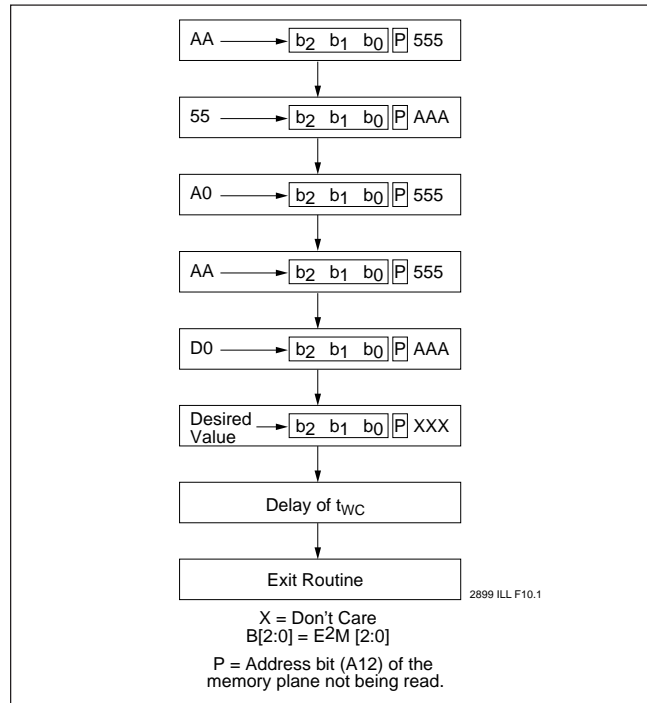 AA b2 b1 b0 P 555
55 b2 b1 b0 P AAA
A0 b2 b1 b0 P 555
AA b2 b1 b0 P 555
D0 b2 b1 b0 P AAA
Desired
Value b2 b1 b0 P XXX
Delay of tWC
Exit Routine
2899 ILL F10.1
X = Don't Care
B[2:0] = E2M [2:0]
P = Address bit (A12) of the
memory plane not being read.